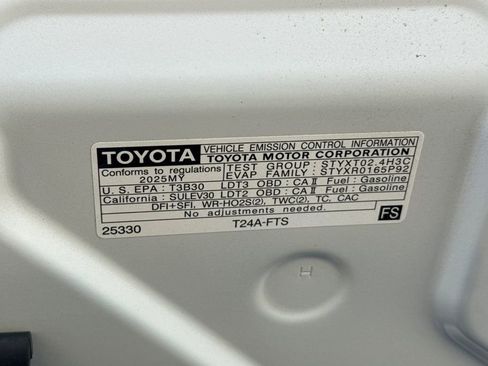 TOYOTA VEHICLE EMISSION CONTROL INFORMATION
TOYOTA MOTOR CORPORATION
Conforms to regulations TEST GROUP : STYXT02.4H3C
2025MY EVAP FAMILY : STYXR0165P92
U.S. EPA : T3B30 LDT3 OBD : CA II Fuel : Gasoline
California : SULEV30 LDT2 OBD : CA II Fuel : Gasoline
DFI+SFI, WR-HO2S(2), TWC(2), TC, CAC
No adjustments needed.
25330 T24A-FTS FS
H